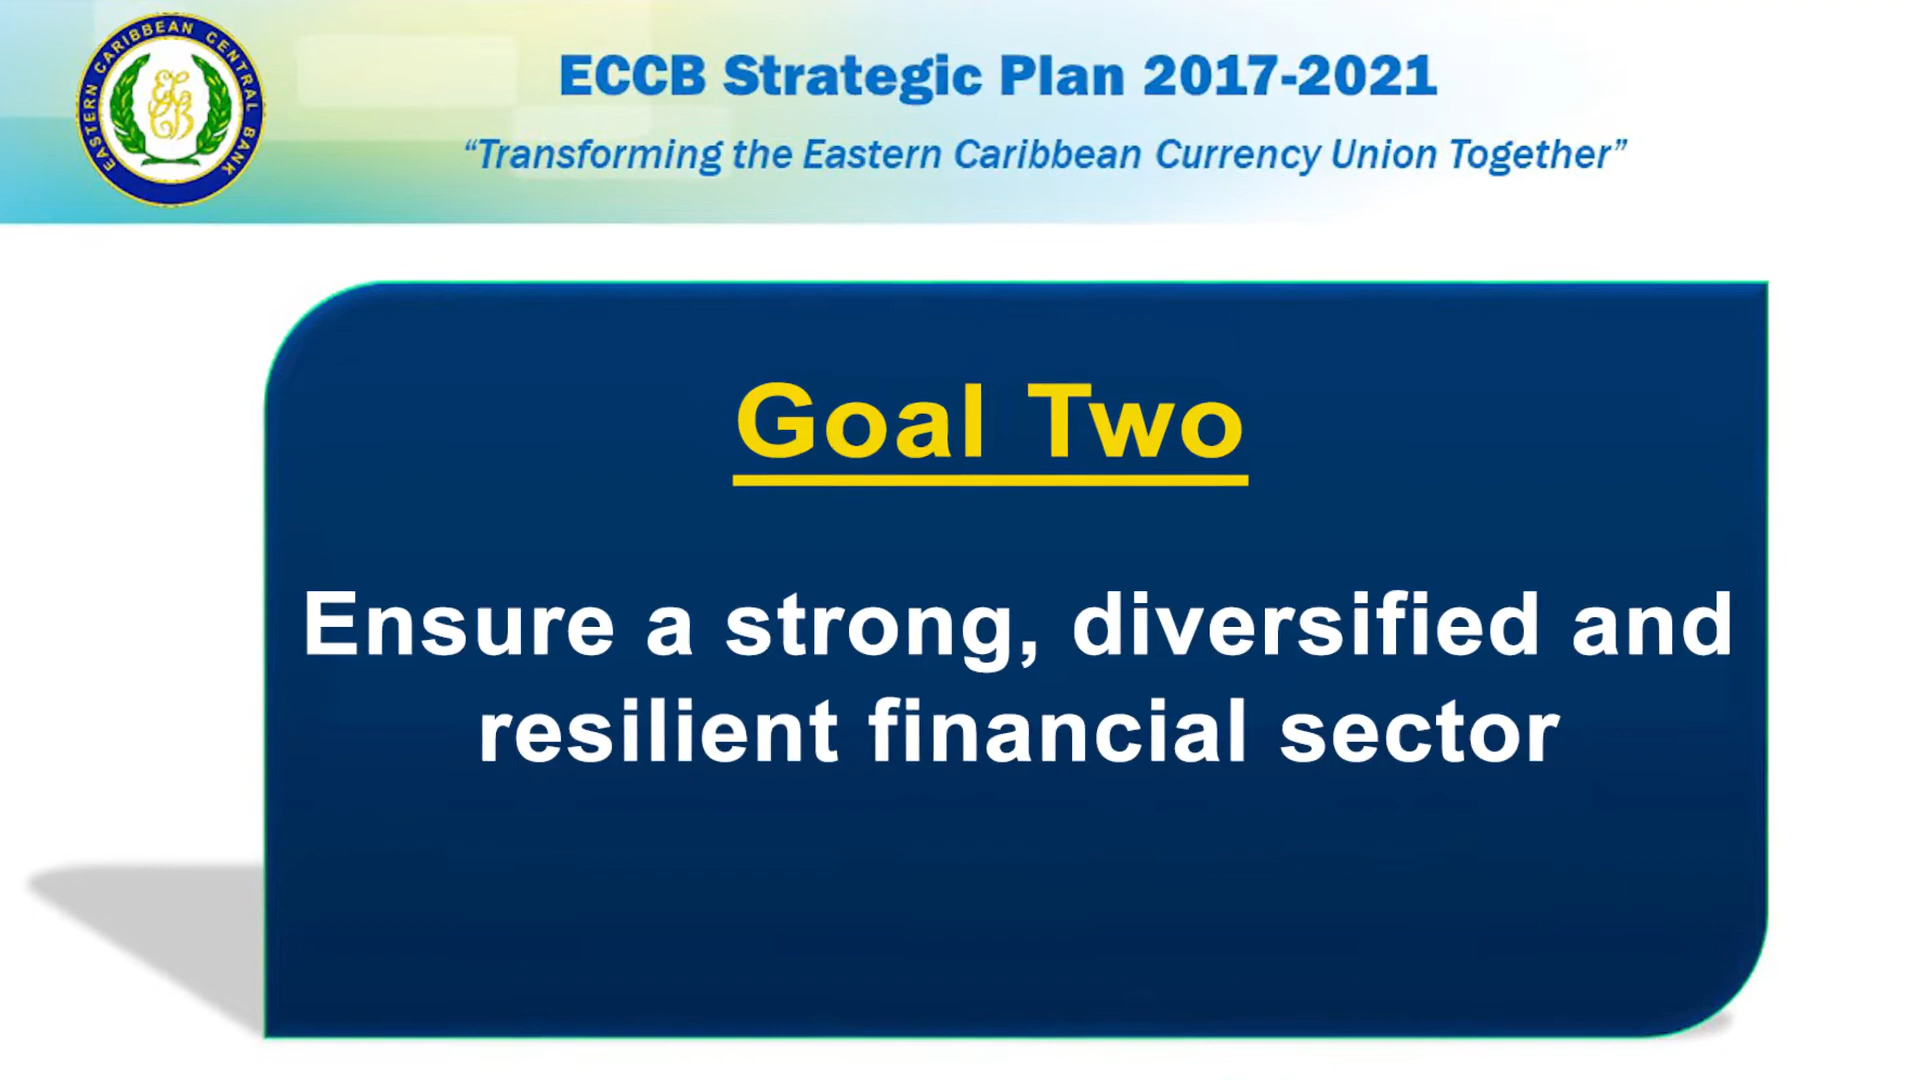 EASTERN CARIBBEAN CENTRAL BANK
ECCB Strategic Plan 2017-2021
“Transforming the Eastern Caribbean Currency Union Together”
Goal Two
Ensure a strong, diversified and
resilient financial sector